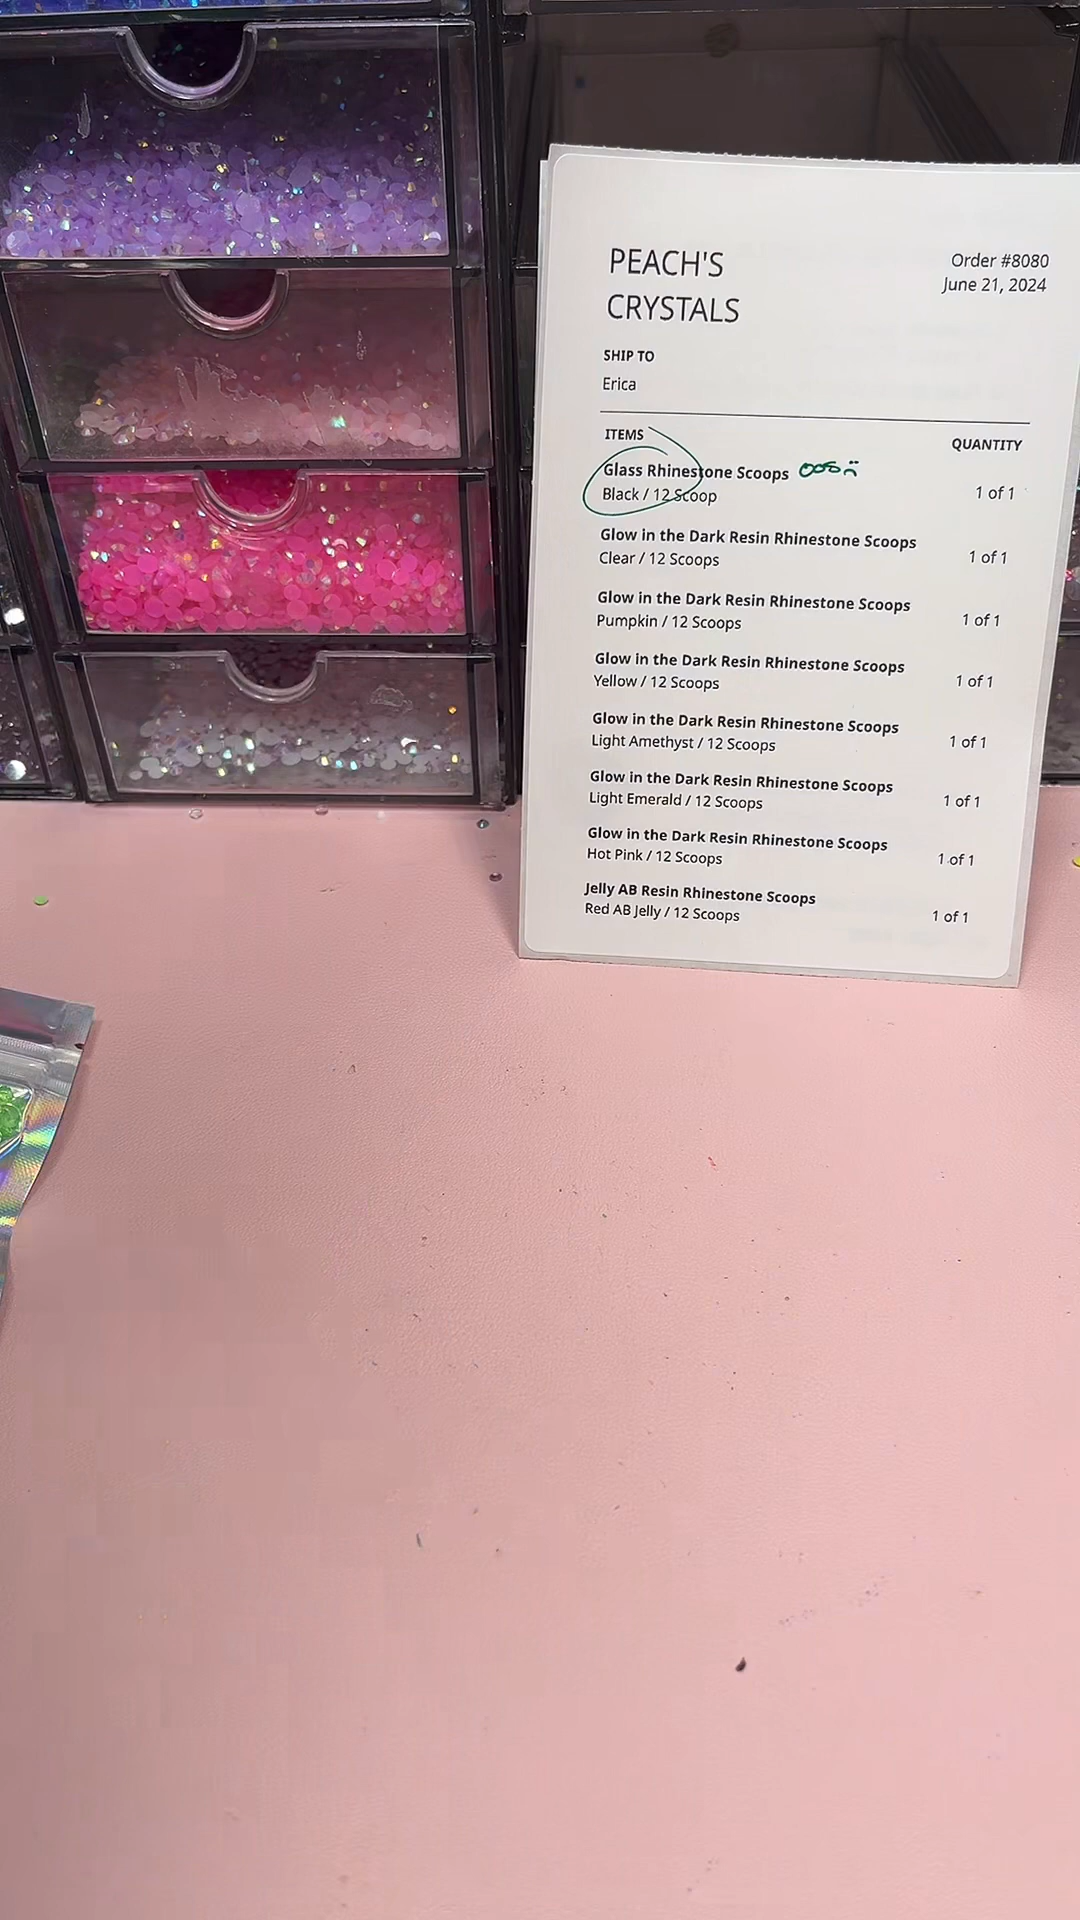 PEACH'S
CRYSTALS
Order #8080
June 21, 2024
SHIP TO
Erica
ITEMS
QUANTITY
Glass Rhinestone Scoops OOS :(
Black / 12 Scoop
1 of 1
Glow in the Dark Resin Rhinestone Scoops
Clear / 12 Scoops
1 of 1
Glow in the Dark Resin Rhinestone Scoops
Pumpkin / 12 Scoops
1 of 1
Glow in the Dark Resin Rhinestone Scoops
Yellow / 12 Scoops
1 of 1
Glow in the Dark Resin Rhinestone Scoops
Light Amethyst / 12 Scoops
1 of 1
Glow in the Dark Resin Rhinestone Scoops
Light Emerald / 12 Scoops
1 of 1
Glow in the Dark Resin Rhinestone Scoops
Hot Pink / 12 Scoops
1 of 1
Jelly AB Resin Rhinestone Scoops
Red AB Jelly / 12 Scoops
1 of 1